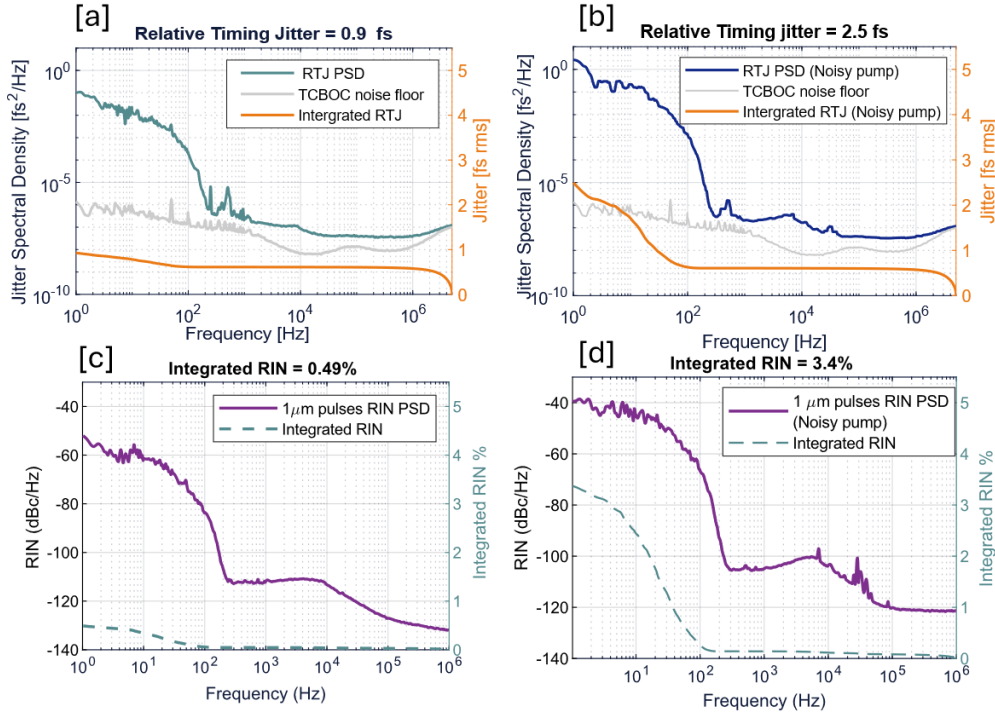 [a]
Relative Timing Jitter = 0.9 fs
Jitter Spectral Density [fs²/Hz]
10⁰
10⁻⁵
10⁻¹⁰
RTJ PSD
TCBOC noise floor
Intergrated RTJ
5
4
3
2
1
0
Jitter [fs rms]
10⁰ 10² 10⁴ 10⁶
Frequency [Hz]
[b]
Relative Timing jitter = 2.5 fs
Jitter Spectral Density [fs²/Hz]
10⁰
10⁻⁵
10⁻¹⁰
RTJ PSD (Noisy pump)
TCBOC noise floor
Intergrated RTJ (Noisy pump)
5
4
3
2
1
0
Jitter [fs rms]
10⁰ 10² 10⁴ 10⁶
Frequency [Hz]
[c]
Integrated RIN = 0.49%
RIN (dBc/Hz)
-40
-60
-80
-100
-120
-140
1μm pulses RIN PSD
Integrated RIN
5
4
3
2
1
0
Integrated RIN %
10⁰ 10¹ 10² 10³ 10⁴ 10⁵ 10⁶
Frequency (Hz)
[d]
Integrated RIN = 3.4%
RIN (dBc/Hz)
-40
-60
-80
-100
-120
-140
1 μm pulses RIN PSD
(Noisy pump)
Integrated RIN
5
4
3
2
1
0
Integrated RIN %
10¹ 10² 10³ 10⁴ 10⁵ 10⁶
Frequency (Hz)